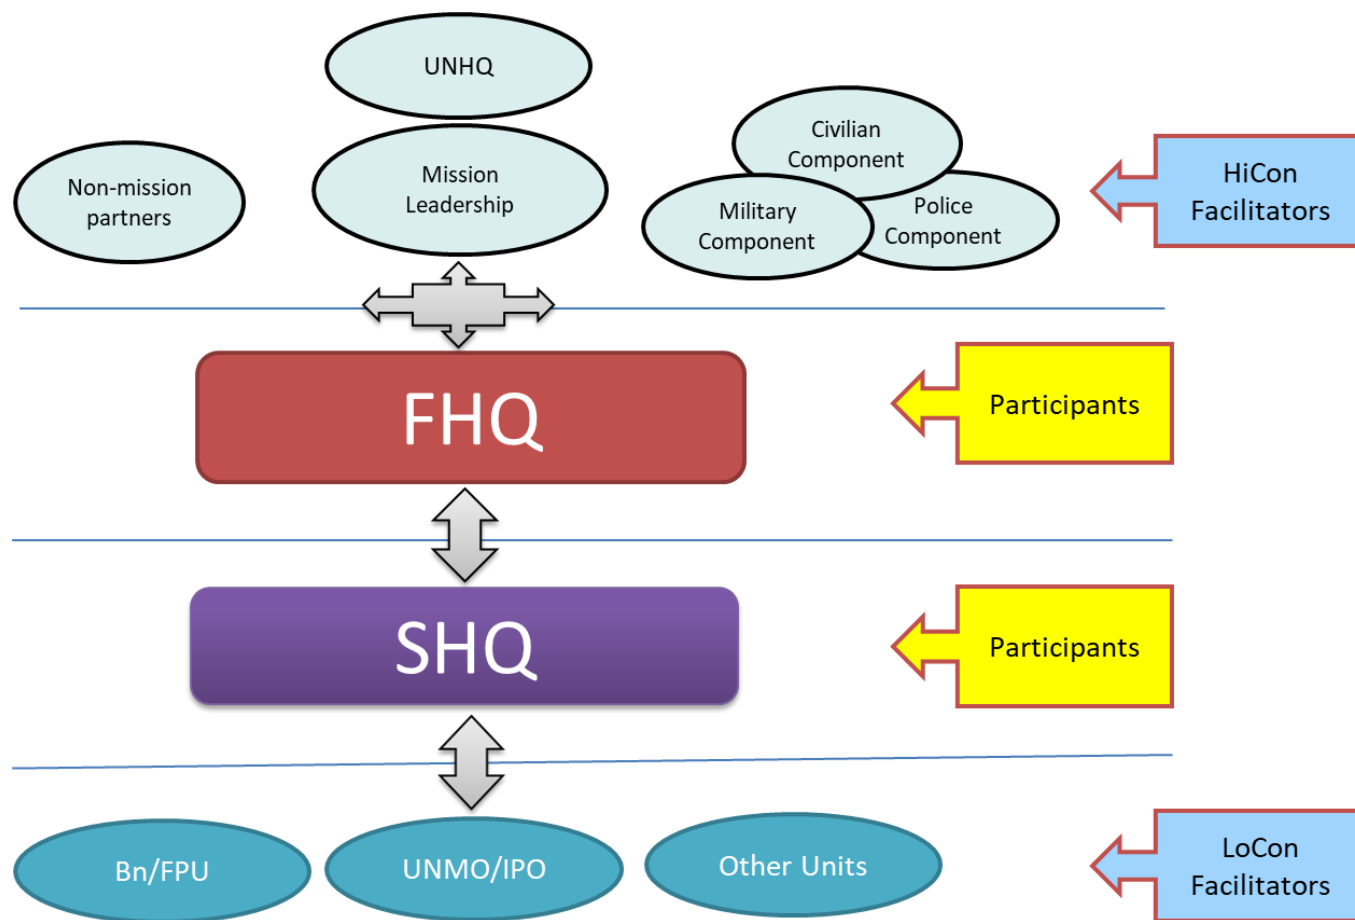 UNHQ
Non-mission
partners
Mission
Leadership
Civilian
Component
Military
Component
Police
Component
HiCon
Facilitators
FHQ
Participants
SHQ
Participants
Bn/FPU
UNMO/IPO
Other Units
LoCon
Facilitators